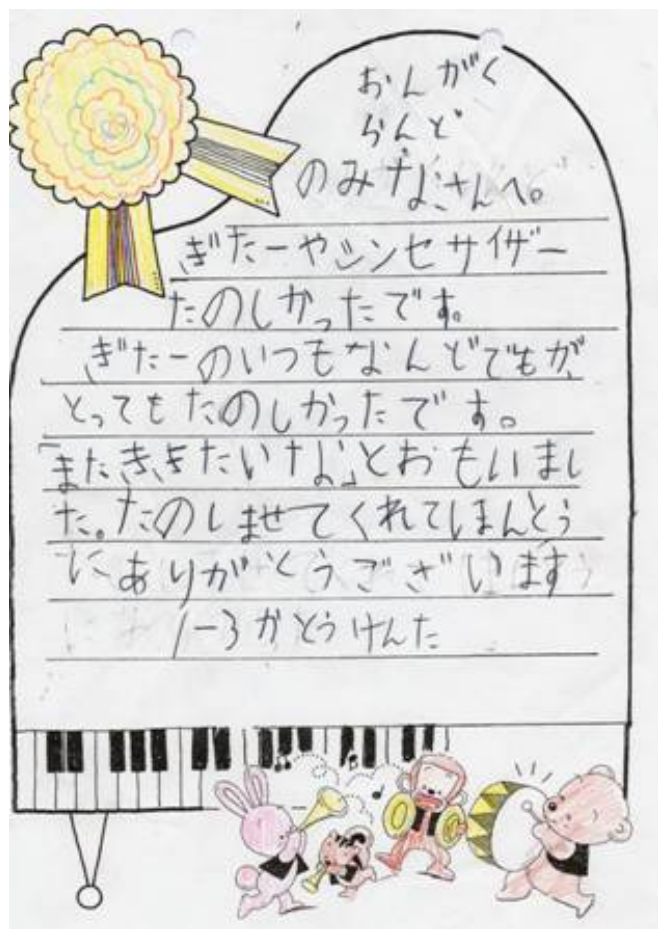 おんがく
らんど
のみなさんへ。
ぎたーやシンセサイザー
たのしかったです。
ぎたーのいつもなんどでもが
とってもたのしかったです。
「またききたいな」とおもいまし
た。たのしませてくれてほんとう
にありがとうございます
1-3かとうけんた